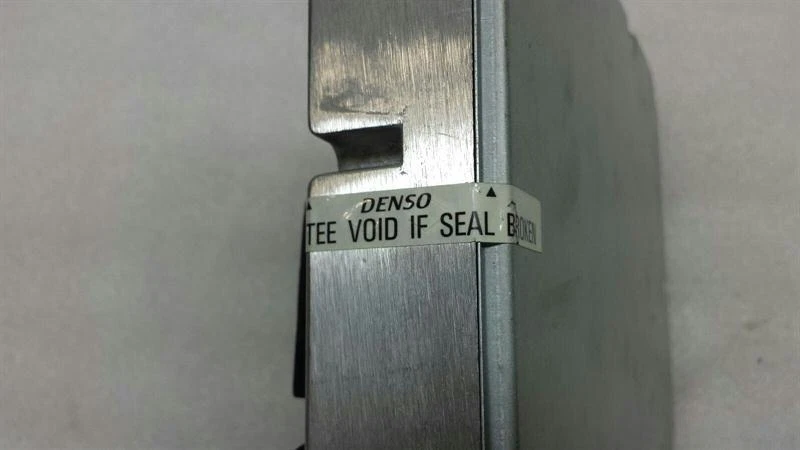 DENSO
TEE VOID IF SEAL BROKEN